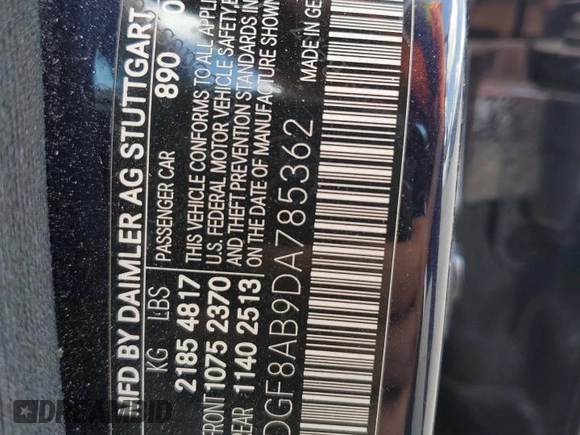 MFD BY DAIMLER AG STUTTGART
KG LBS PASSENGER CAR 890
2185 4817 THIS VEHICLE CONFORMS TO ALL APPLI
FRONT 1075 2370 U.S. FEDERAL MOTOR VEHICLE SAFETY
REAR 1140 2513 AND THEFT PREVENTION STANDARDS IN
ON THE DATE OF MANUFACTURE MADE IN GE
DGF8AB9DA785362
DREAMBID